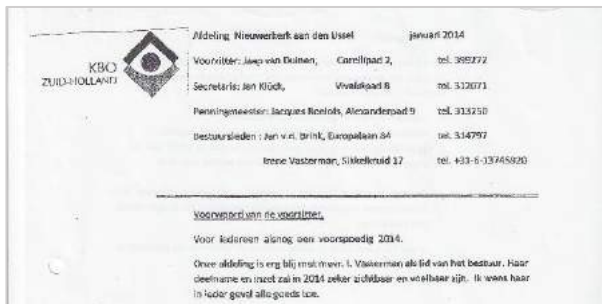 KBO
ZUID-HOLLAND
Afdeling Nieuwerkerk aan den IJssel januari 2014
Voorzitter: Jaap van Duinen, Corellipad 2, tel. 399272
Secretaris: Jan Klück, Vivaldipad 8 tel. 312071
Penningmeester: Jacques Roelofs, Alexanderpad 9 tel. 313250
Bestuursleden : Jan v.d. Brink, Europalaan 84 tel. 314797
Irene Vasterman, Sikkelkruid 17 tel. +31-6-13745920
Voorwoord van de voorzitter.
Voor iedereen alsnog een voorspoedig 2014.
Onze afdeling is erg blij met mevr. I. Vasterman als lid van het bestuur. Haar
deelname en inzet zal in 2014 zeker zichtbaar en voelbaar zijn. Ik wens haar
in ieder geval alle goeds toe.